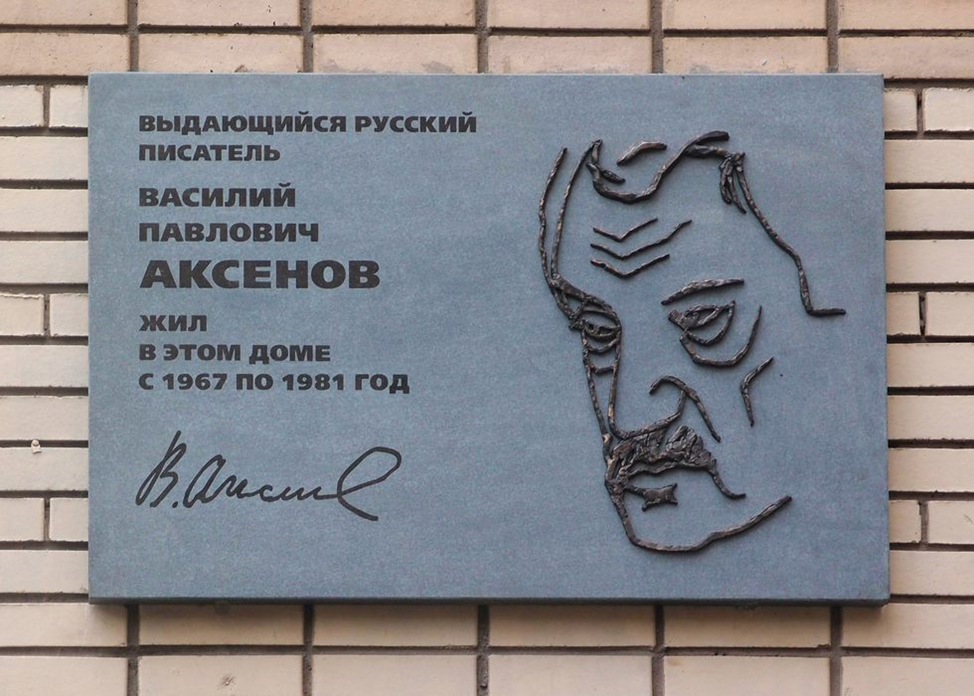 ВЫДАЮЩИЙСЯ РУССКИЙ
ПИСАТЕЛЬ
ВАСИЛИЙ
ПАВЛОВИЧ
АКСЕНОВ
ЖИЛ
В ЭТОМ ДОМЕ
С 1967 ПО 1981 ГОД